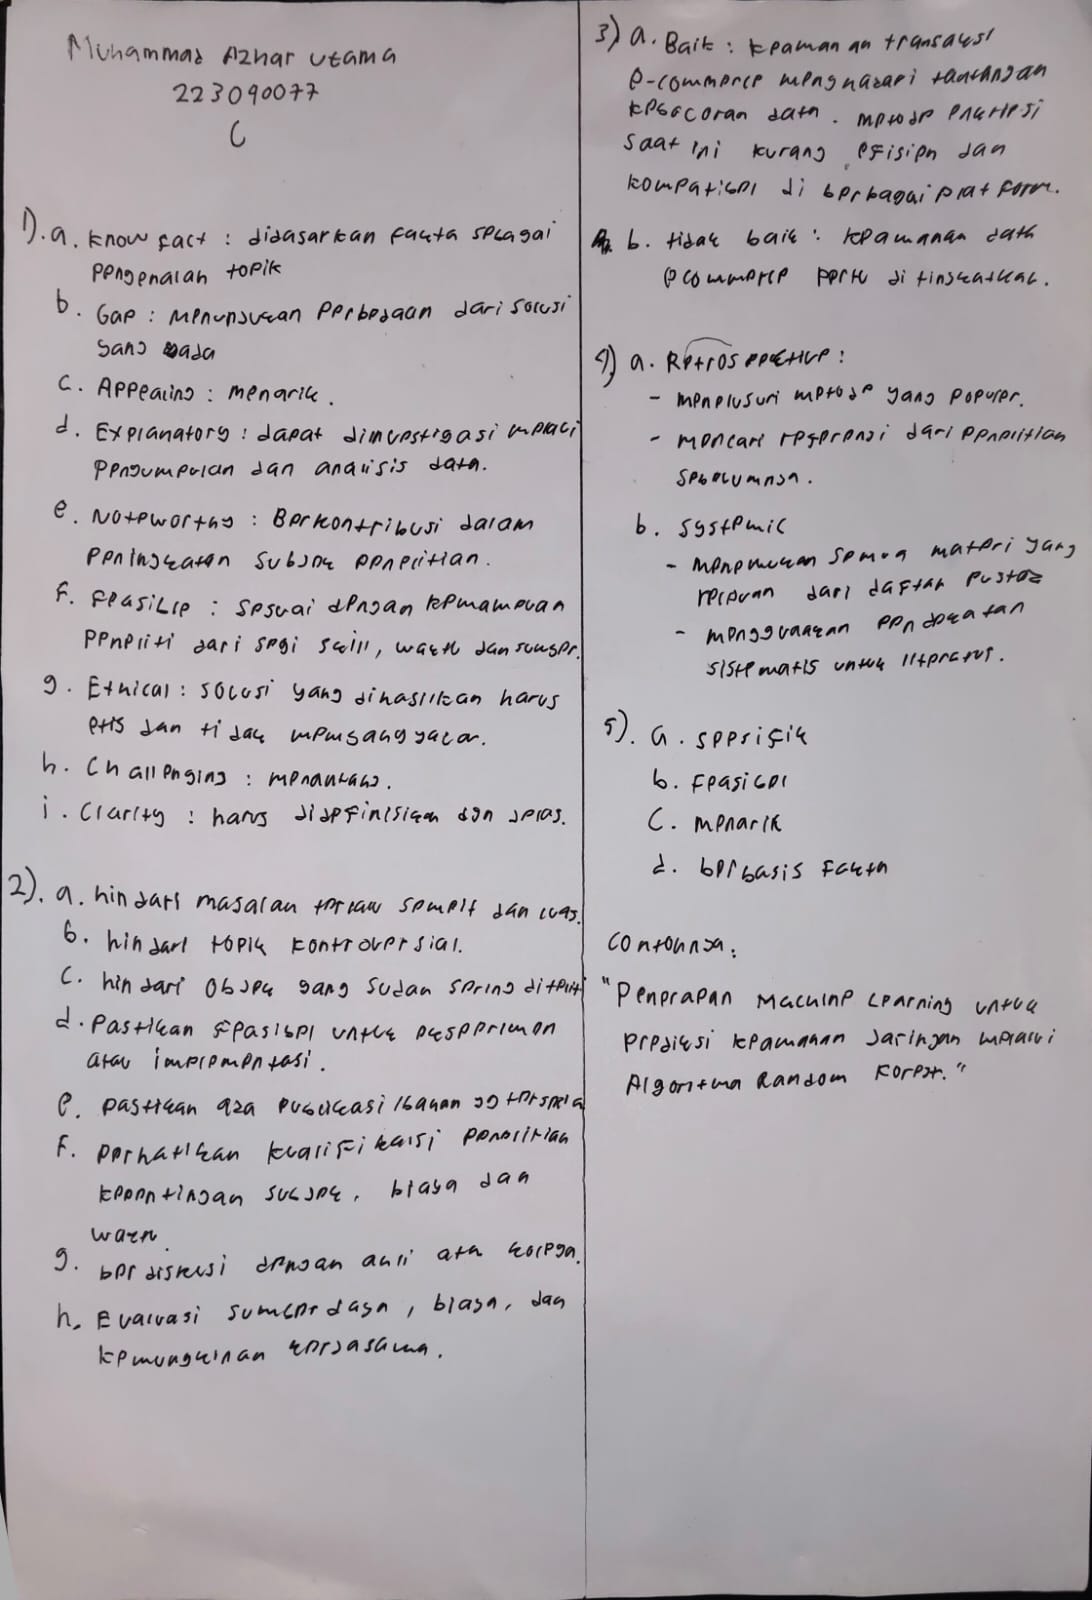 Muhammad Azhar Utama
223090077
C
1). a. Know fact : didasarkan fakta sebagai
pengenalan topik
b. Gap : menunjukan perbedaan dari solusi
yang ada
c. Appealing : menarik.
d. Explanatory : dapat diinvestigasi melalui
pengumpulan dan analisis data.
e. Noteworthy : Berkontribusi dalam
peningkatan subjek penelitian.
f. Feasible : sesuai dengan kemampuan
peneliti dari segi skill, waktu dan sumber.
g. Ethical : solusi yang dihasilkan harus
etis dan tidak
h. Challenging : menantang.
i. Clarity : harus didefinisikan dgn jelas.
2). a. hindari masalah terlalu sempit dan luas.
b. hindari topik kontroversial.
c. hindari objek yang sudah sering diteliti
d. Pastikan feasibel untuk eksperimen
atau implementasi.
e. pastikan ada publikasi /bahan yg tersedia
f. perhatikan kualifikaisi penelitian
kepentingan subjek, biaya dan
waktu
g. berdiskusi dengan ahli atau kolega.
h. Evaluasi sumber daya, biaya, dan
kemungkinan kerjasama.
3) a. Baik : keamanan transaksi
e-commerce menghadapi tantangan
kebocoran data. metode enkripsi
saat ini kurang efisien dan
kompatibel di berbagai platform.
b. tidak baik : keamanan data
ecommerce perlu ditingkatkan.
4) a. Retrospective :
- menelusuri metode yang populer.
- mencari referensi dari penelitian
sebelumnya.
b. systemic
- menemukan semua materi yang
relevan dari daftar pustaka
- menggunakan pendekatan
sistematis untuk literatur.
5). a. spesifik
b. Feasibel
c. menarik
d. berbasis fakta
contohnya :
"Penerapan Machine Learning untuk
prediksi keamanan Jaringan melalui
Algoritma Random Forest."